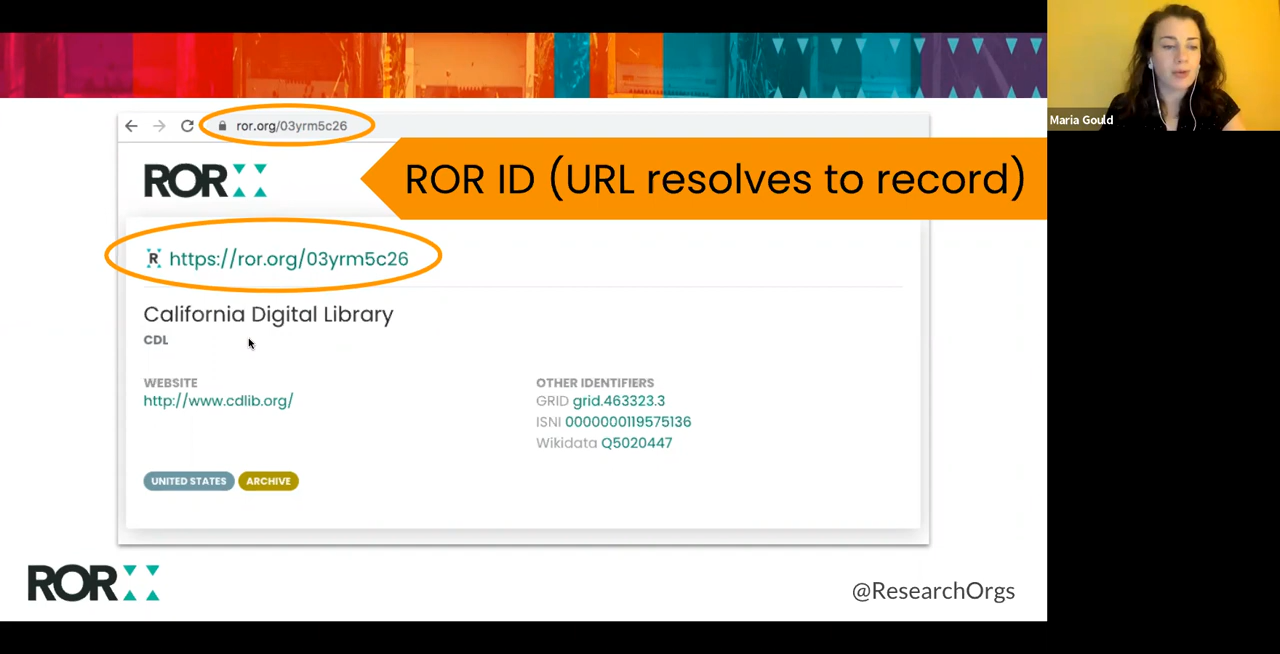 ror.org/03yrm5c26
ROR
ROR ID (URL resolves to record)
R https://ror.org/03yrm5c26
California Digital Library
CDL
WEBSITE
http://www.cdlib.org/
OTHER IDENTIFIERS
GRID grid.463323.3
ISNI 0000000119575136
Wikidata Q5020447
UNITED STATES
ARCHIVE
ROR
@ResearchOrgs
Maria Gould